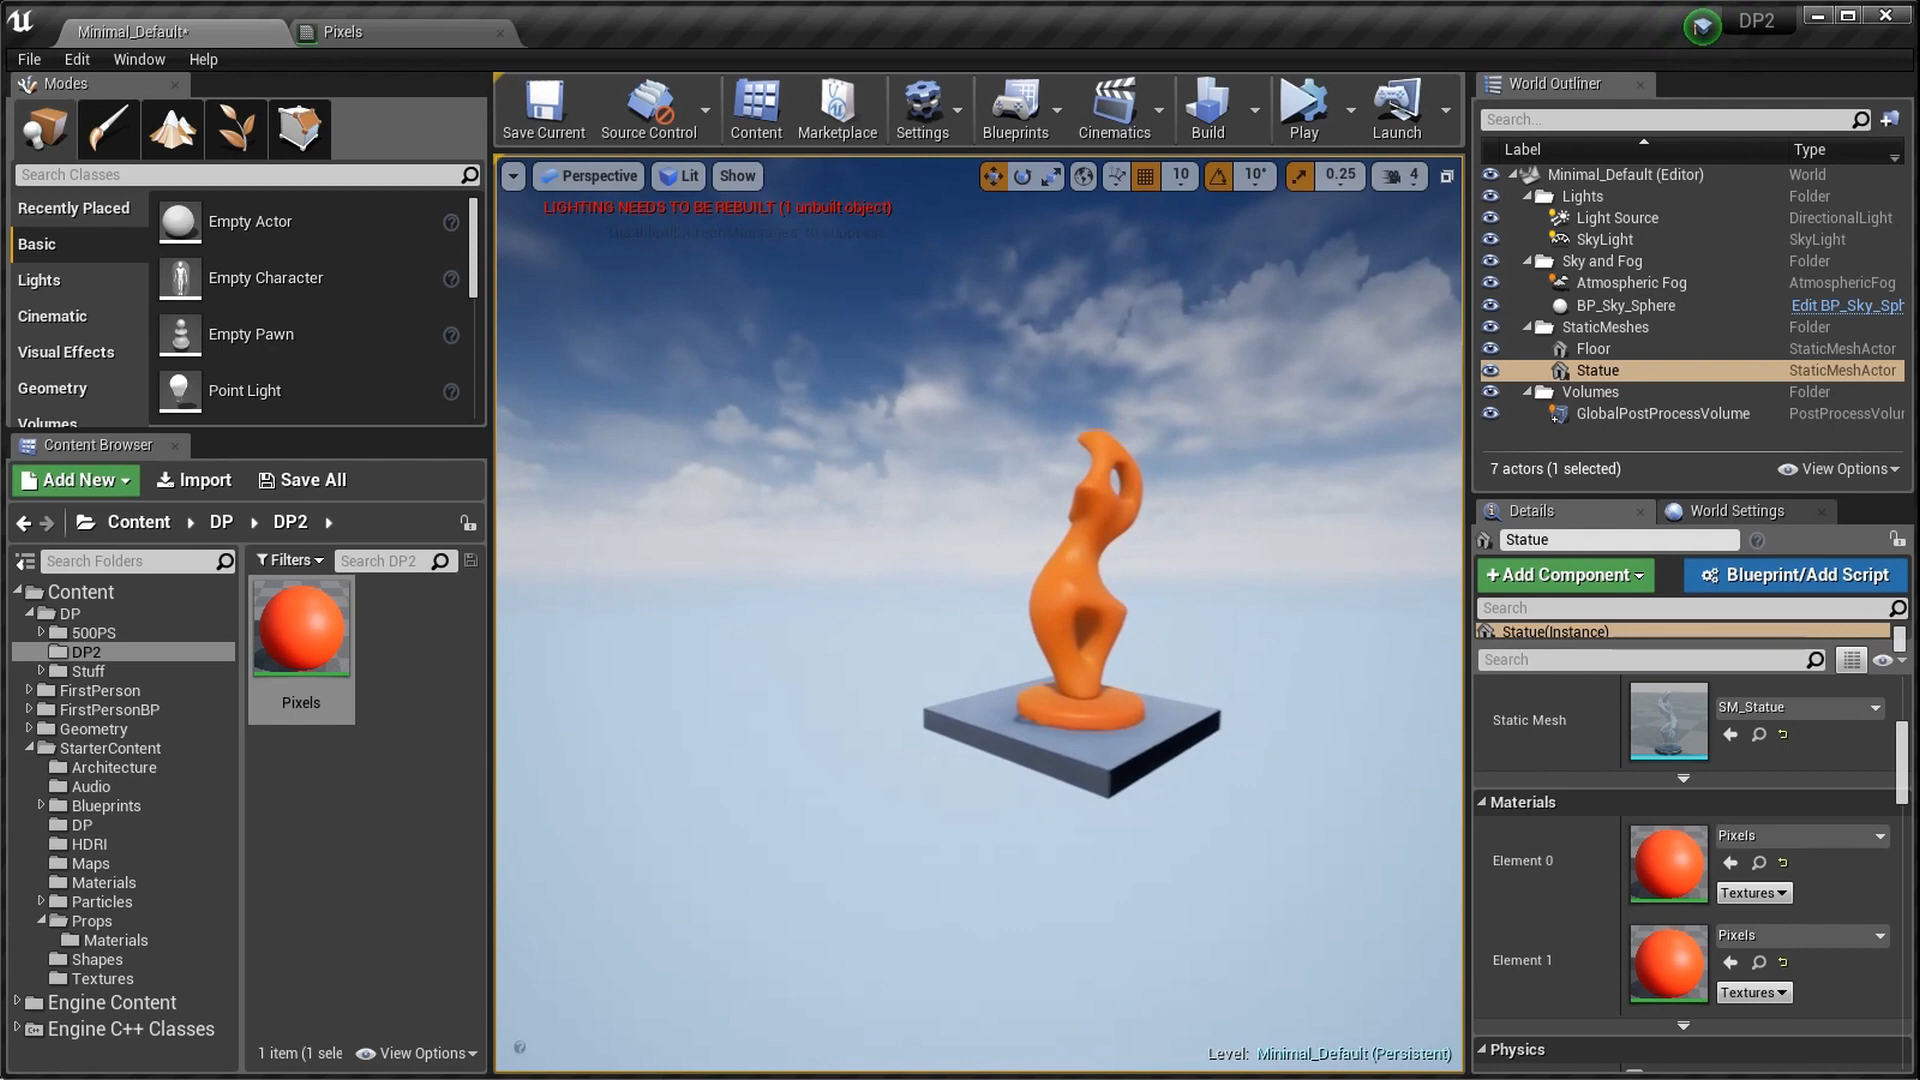 Minimal_Default*
Pixels
DP2
File
Edit
Window
Help
Modes
Search Classes
Recently Placed
Basic
Lights
Cinematic
Visual Effects
Geometry
Volumes
Empty Actor
Empty Character
Empty Pawn
Point Light
Content Browser
Add New
Import
Save All
Content
DP
DP2
Search Folders
Filters
Search DP2
Content
DP
500PS
DP2
Stuff
FirstPerson
FirstPersonBP
Geometry
StarterContent
Architecture
Audio
Blueprints
DP
HDRI
Maps
Materials
Particles
Props
Materials
Shapes
Textures
Engine Content
Engine C++ Classes
Pixels
1 item (1 sele
View Options
Save Current
Source Control
Content
Marketplace
Settings
Blueprints
Cinematics
Build
Play
Launch
Perspective
Lit
Show
10
10°
0.25
4
LIGHTING NEEDS TO BE REBUILT (1 unbuilt object)
Level: Minimal_Default (Persistent)
World Outliner
Search...
Label
Type
Minimal_Default (Editor)
World
Lights
Folder
Light Source
DirectionalLight
SkyLight
SkyLight
Sky and Fog
Folder
Atmospheric Fog
AtmosphericFog
BP_Sky_Sphere
Edit BP_Sky_Sph
StaticMeshes
Folder
Floor
StaticMeshActor
Statue
StaticMeshActor
Volumes
Folder
GlobalPostProcessVolume
PostProcessVolur
7 actors (1 selected)
View Options
Details
World Settings
Statue
+Add Component
Blueprint/Add Script
Search
Statue(Instance)
Search
Static Mesh
SM_Statue
Materials
Element 0
Pixels
Textures
Element 1
Pixels
Textures
Physics